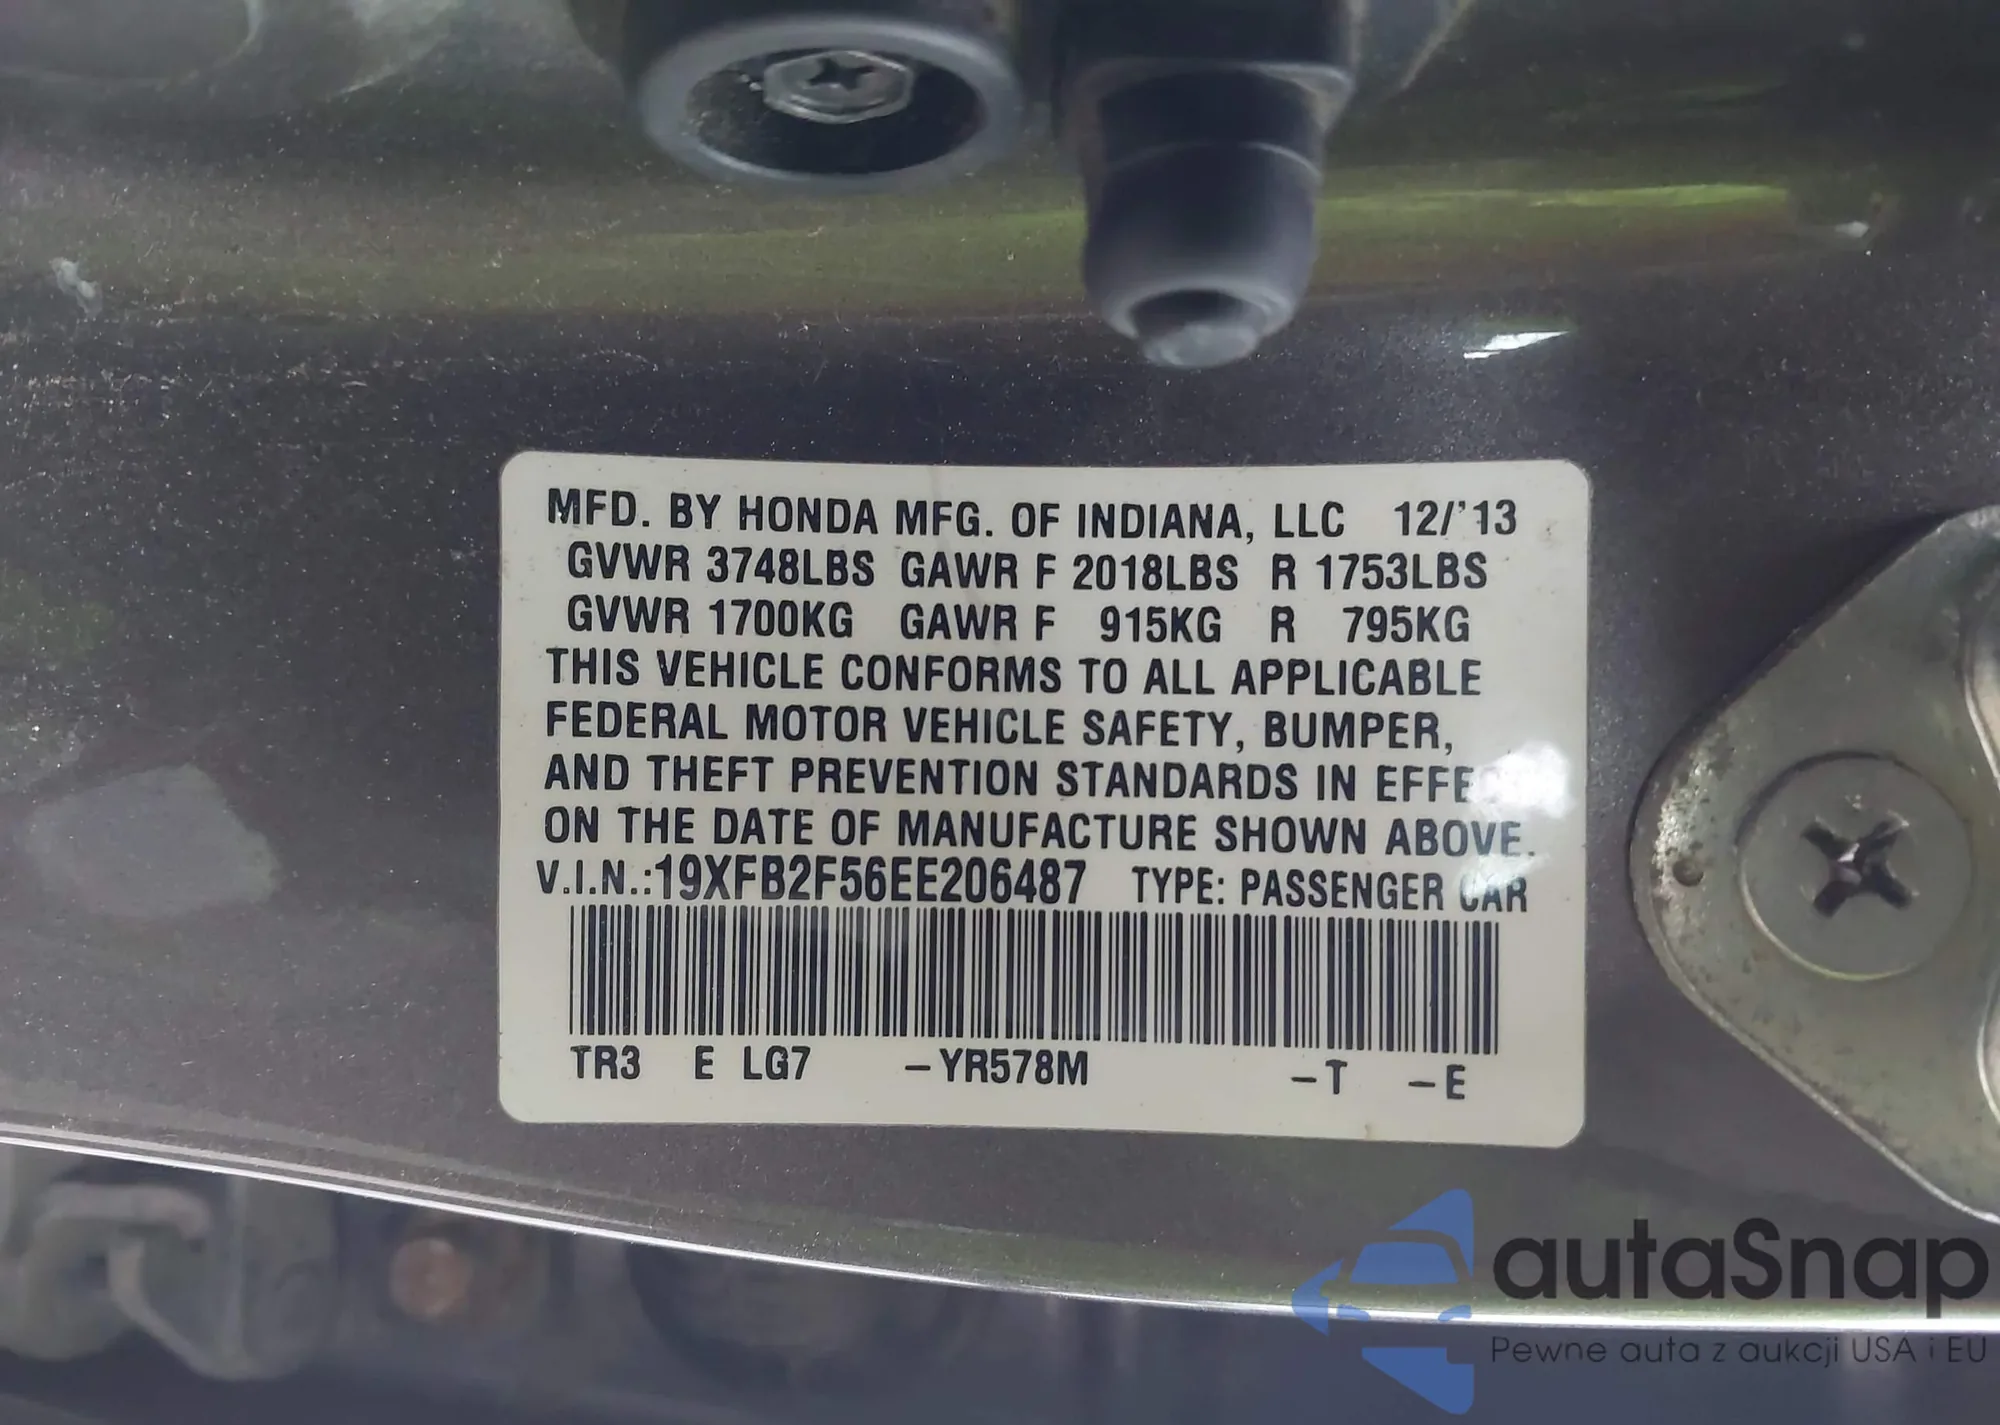 MFD. BY HONDA MFG. OF INDIANA, LLC 12/'13
GVWR 3748LBS GAWR F 2018LBS R 1753LBS
GVWR 1700KG GAWR F 915KG R 795KG
THIS VEHICLE CONFORMS TO ALL APPLICABLE
FEDERAL MOTOR VEHICLE SAFETY, BUMPER,
AND THEFT PREVENTION STANDARDS IN EFFECT
ON THE DATE OF MANUFACTURE SHOWN ABOVE.
V.I.N.:19XFB2F56EE206487 TYPE: PASSENGER CAR
TR3 E LG7 -YR578M -T -E
autaSnap
Pewne auta z aukcji USA i EU